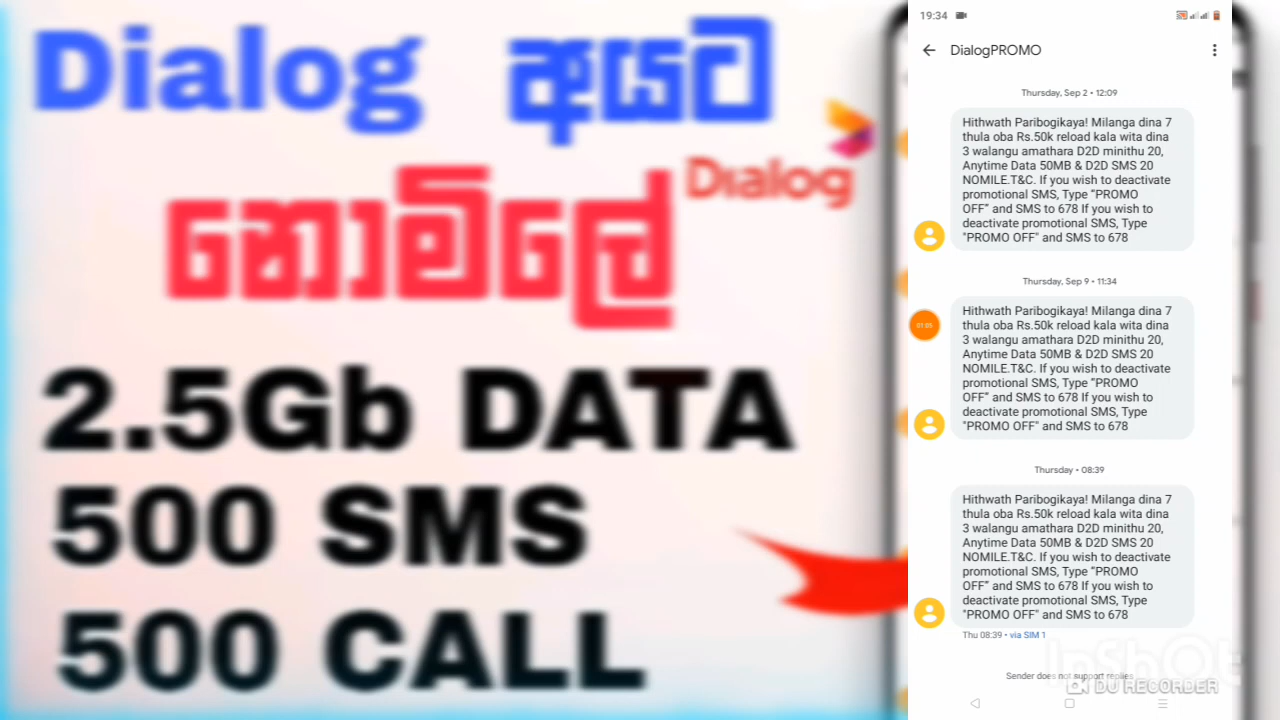 Dialog අයට
Dialog
නොමිලේ
2.5Gb DATA
500 SMS
500 CALL
19:34
DialogPROMO
Thursday, Sep 2 • 12:09
Hithwath Paribogikaya! Milanga dina 7
thula oba Rs.50k reload kala wita dina
3 walangu amathara D2D minithu 20,
Anytime Data 50MB & D2D SMS 20
NOMILE.T&C. If you wish to deactivate
promotional SMS, Type “PROMO
OFF” and SMS to 678 If you wish to
deactivate promotional SMS, Type
"PROMO OFF" and SMS to 678
Thursday, Sep 9 • 11:34
01:05
Hithwath Paribogikaya! Milanga dina 7
thula oba Rs.50k reload kala wita dina
3 walangu amathara D2D minithu 20,
Anytime Data 50MB & D2D SMS 20
NOMILE.T&C. If you wish to deactivate
promotional SMS, Type “PROMO
OFF” and SMS to 678 If you wish to
deactivate promotional SMS, Type
"PROMO OFF" and SMS to 678
Thursday • 08:39
Hithwath Paribogikaya! Milanga dina 7
thula oba Rs.50k reload kala wita dina
3 walangu amathara D2D minithu 20,
Anytime Data 50MB & D2D SMS 20
NOMILE.T&C. If you wish to deactivate
promotional SMS, Type “PROMO
OFF” and SMS to 678 If you wish to
deactivate promotional SMS, Type
"PROMO OFF" and SMS to 678
Thu 08:39 • via SIM 1
InShOt
Sender does not support replies
DU RECORDER